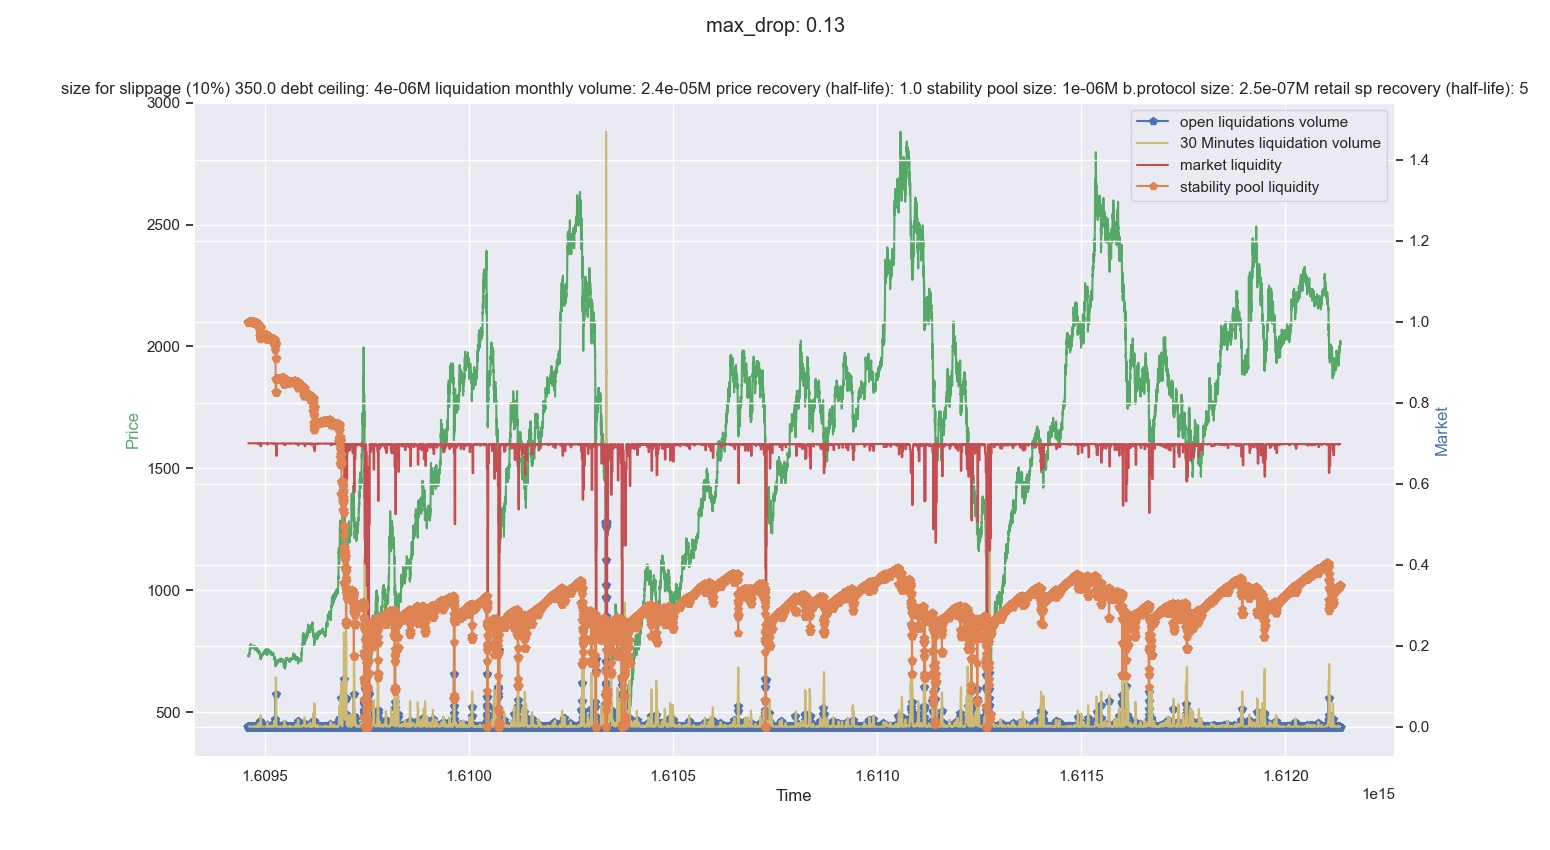 max_drop: 0.13
size for slippage (10%) 350.0 debt ceiling: 4e-06M liquidation monthly volume: 2.4e-05M price recovery (half-life): 1.0 stability pool size: 1e-06M b.protocol size: 2.5e-07M retail sp recovery (half-life): 5
open liquidations volume
30 Minutes liquidation volume
market liquidity
stability pool liquidity
3000
2500
2000
1500
1000
500
Price
1.4
1.2
1.0
0.8
0.6
0.4
0.2
0.0
Market
1.6095 1.6100 1.6105 1.6110 1.6115 1.6120
1e15
Time